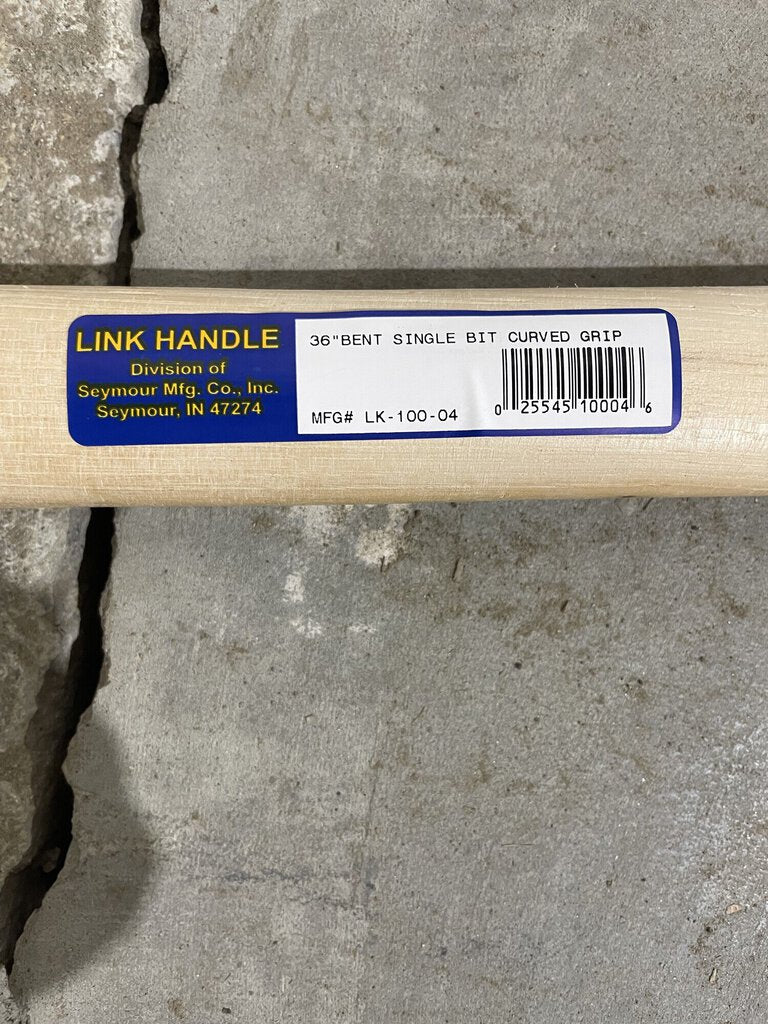 LINK HANDLE
Division of
Seymour Mfg. Co., Inc.
Seymour, IN 47274
36"BENT SINGLE BIT CURVED GRIP
MFG# LK-100-04
0 25545 10004 6